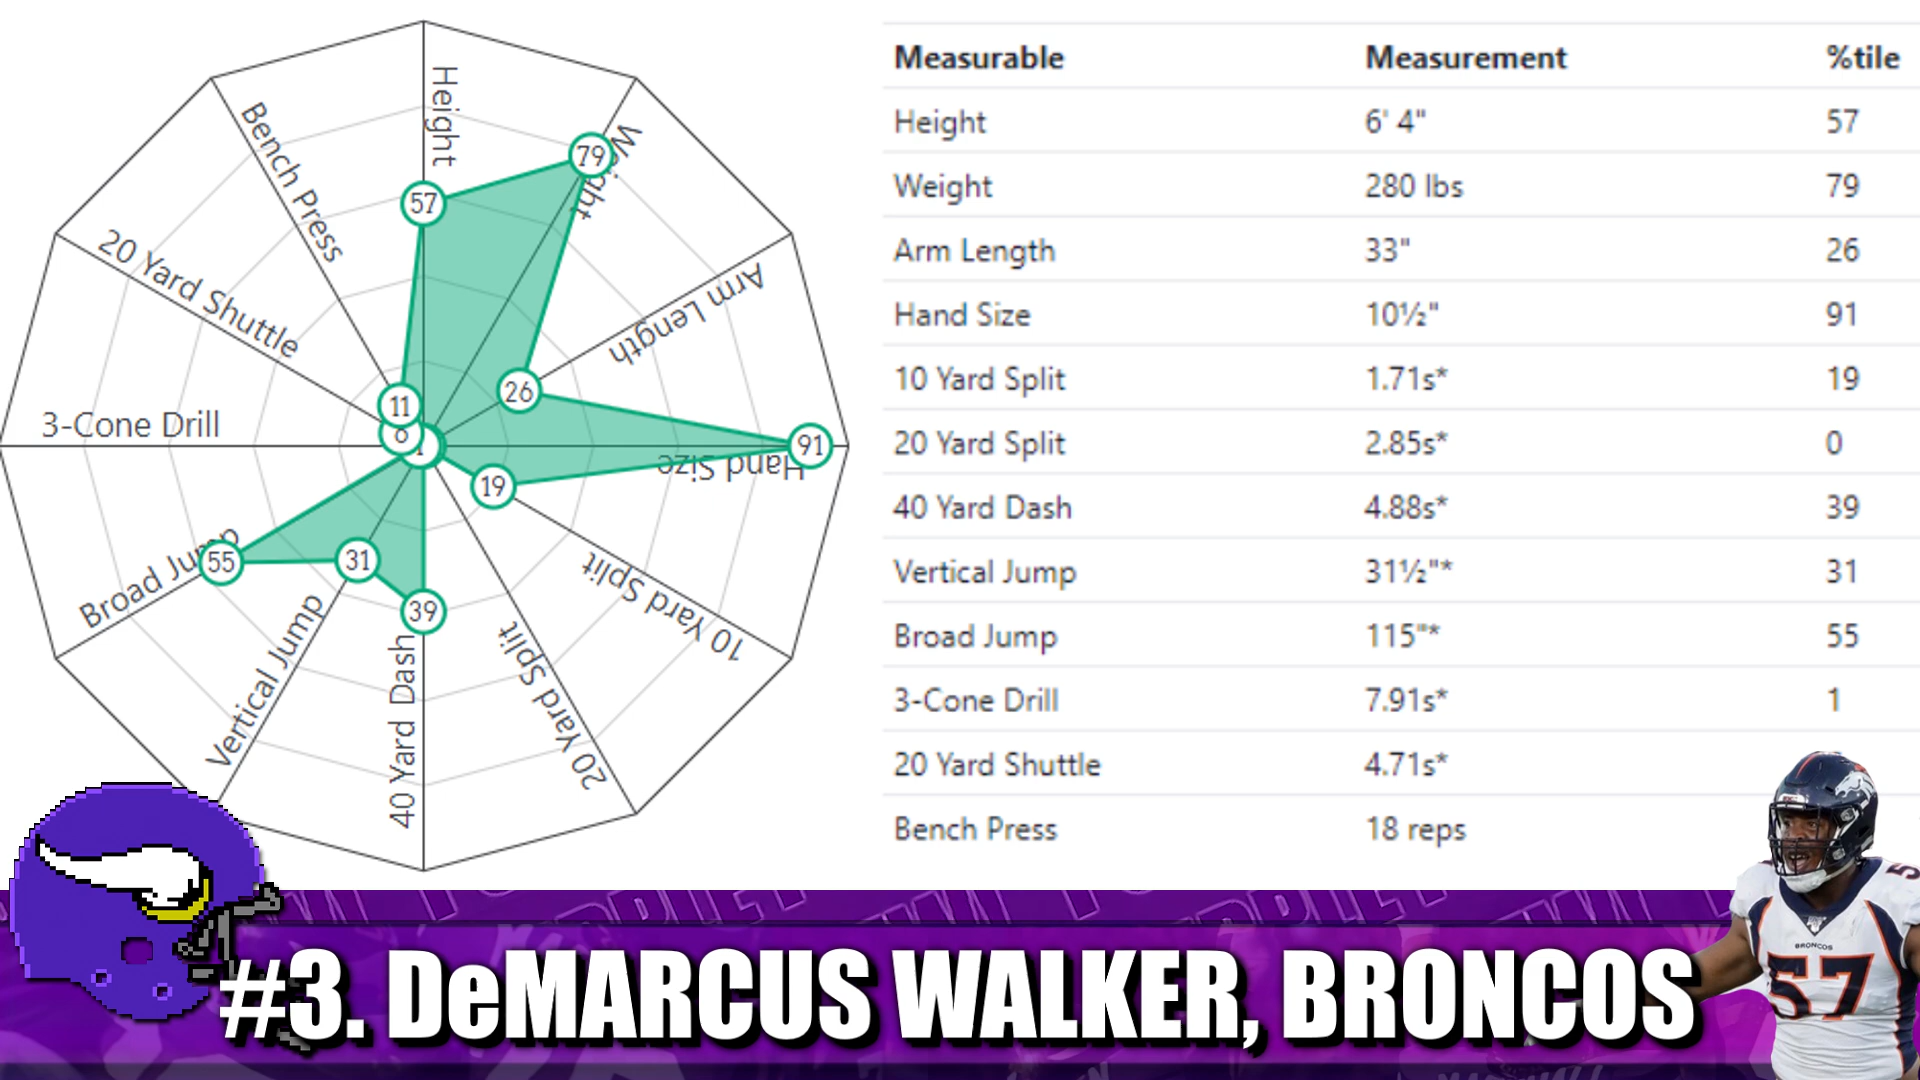 Measurable Measurement %tile
Height 6' 4" 57
Weight 280 lbs 79
Arm Length 33" 26
Hand Size 10½" 91
10 Yard Split 1.71s* 19
20 Yard Split 2.85s* 0
40 Yard Dash 4.88s* 39
Vertical Jump 31½"* 31
Broad Jump 115"* 55
3-Cone Drill 7.91s* 1
20 Yard Shuttle 4.71s*
Bench Press 18 reps
Height
Weight
Arm Length
Hand Size
10 Yard Split
20 Yard Split
40 Yard Dash
Vertical Jump
Broad Jump
3-Cone Drill
20 Yard Shuttle
Bench Press
57
79
26
91
19
39
31
55
1
11
#3. DeMARCUS WALKER, BRONCOS
BRONCOS
57